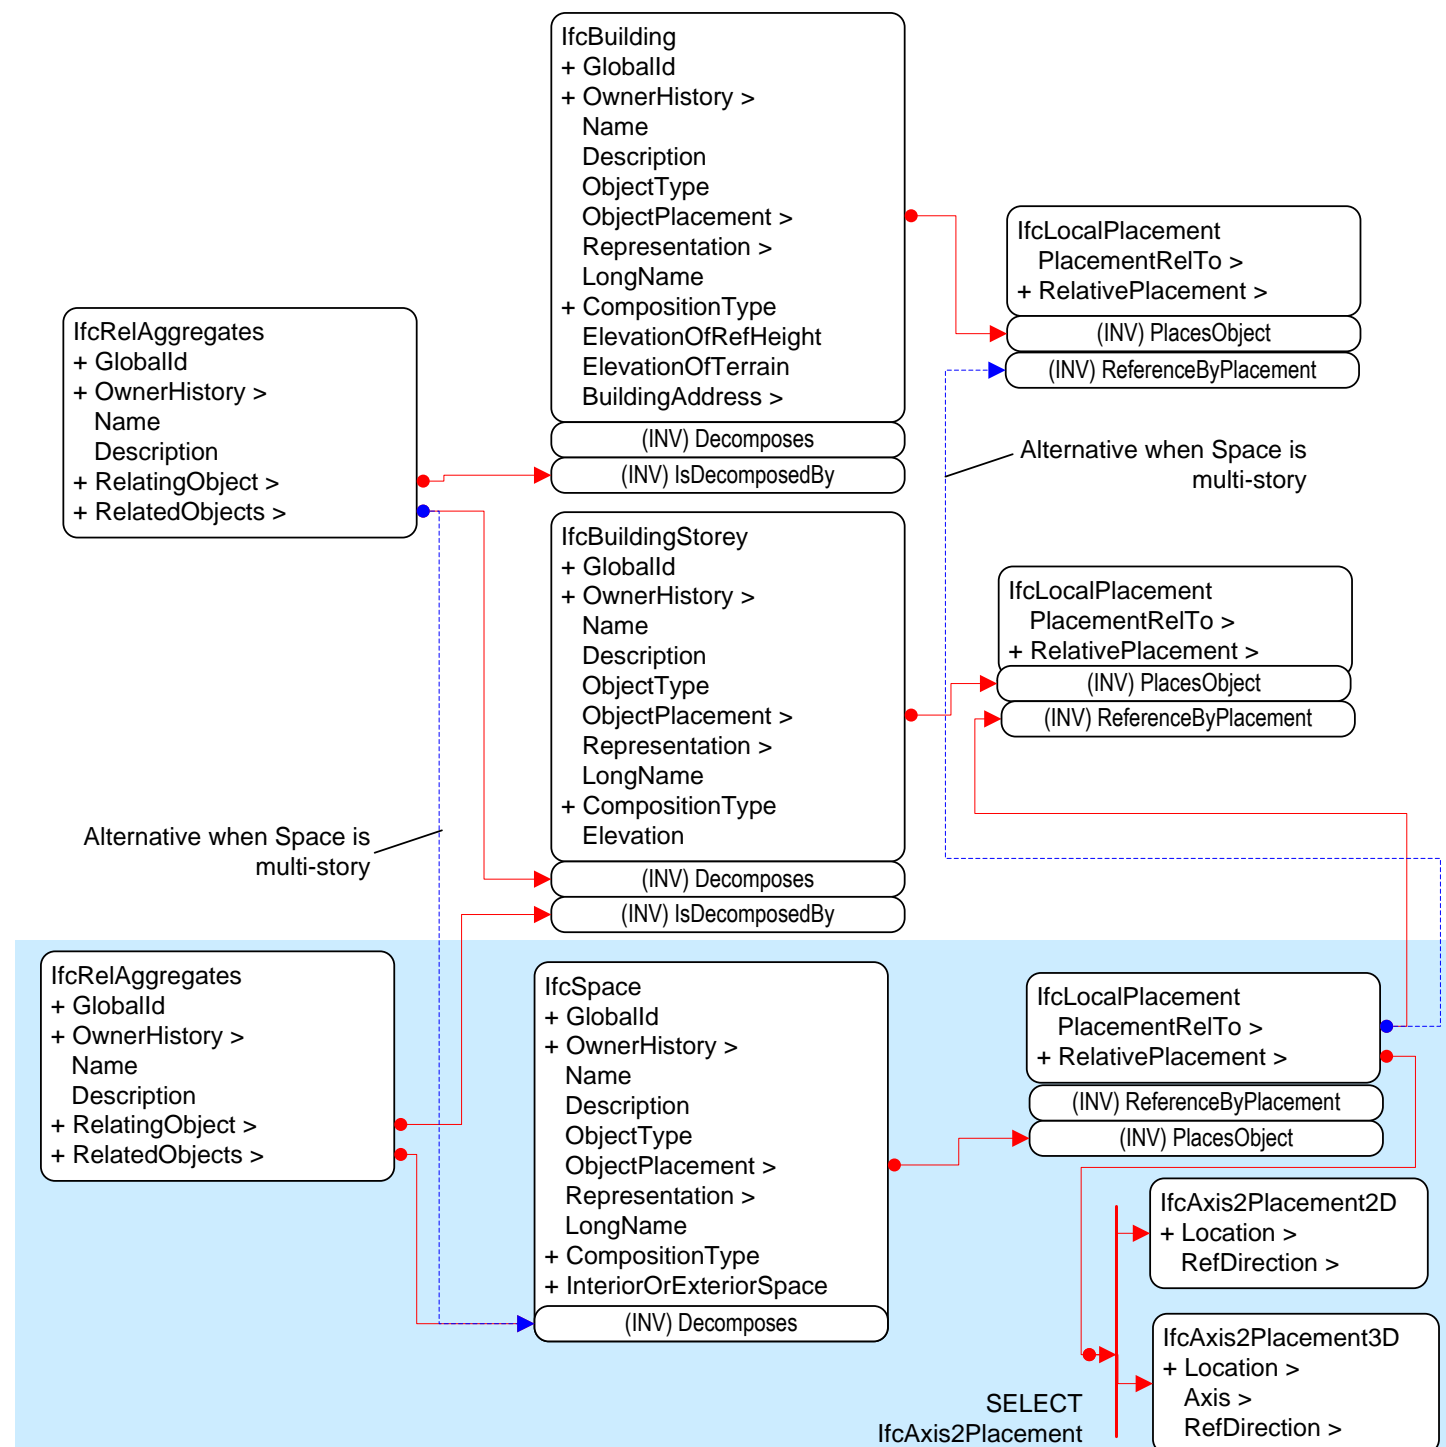 IfcBuilding
+ GlobalId
+ OwnerHistory >
Name
Description
ObjectType
ObjectPlacement >
Representation >
LongName
+ CompositionType
ElevationOfRefHeight
ElevationOfTerrain
BuildingAddress >
(INV) Decomposes
(INV) IsDecomposedBy
IfcLocalPlacement
PlacementRelTo >
+ RelativePlacement >
(INV) PlacesObject
(INV) ReferenceByPlacement
IfcRelAggregates
+ GlobalId
+ OwnerHistory >
Name
Description
+ RelatingObject >
+ RelatedObjects >
Alternative when Space is
multi-story
IfcBuildingStorey
+ GlobalId
+ OwnerHistory >
Name
Description
ObjectType
ObjectPlacement >
Representation >
LongName
+ CompositionType
Elevation
(INV) Decomposes
(INV) IsDecomposedBy
IfcLocalPlacement
PlacementRelTo >
+ RelativePlacement >
(INV) PlacesObject
(INV) ReferenceByPlacement
Alternative when Space is
multi-story
IfcRelAggregates
+ GlobalId
+ OwnerHistory >
Name
Description
+ RelatingObject >
+ RelatedObjects >
IfcSpace
+ GlobalId
+ OwnerHistory >
Name
Description
ObjectType
ObjectPlacement >
Representation >
LongName
+ CompositionType
+ InteriorOrExteriorSpace
(INV) Decomposes
IfcLocalPlacement
PlacementRelTo >
+ RelativePlacement >
(INV) ReferenceByPlacement
(INV) PlacesObject
IfcAxis2Placement2D
+ Location >
RefDirection >
IfcAxis2Placement3D
+ Location >
Axis >
RefDirection >
SELECT
IfcAxis2Placement